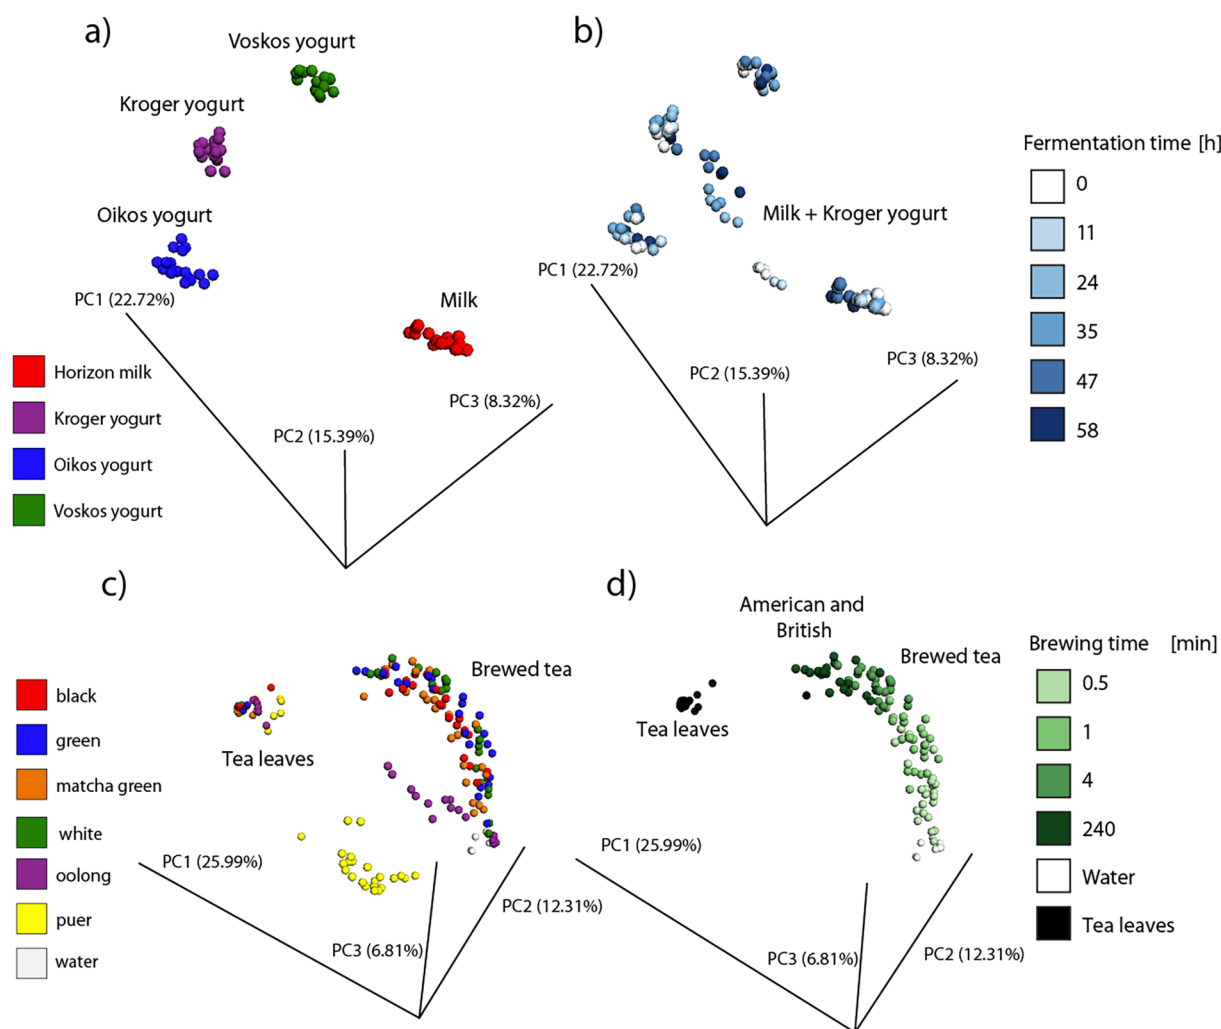 a)
Voskos yogurt
Kroger yogurt
Oikos yogurt
PC1 (22.72%)
Milk
PC3 (8.32%)
PC2 (15.39%)
Horizon milk
Kroger yogurt
Oikos yogurt
Voskos yogurt
b)
Milk + Kroger yogurt
PC1 (22.72%)
PC2 (15.39%)
PC3 (8.32%)
Fermentation time [h]
0
11
24
35
47
58
c)
Brewed tea
Tea leaves
black
green
matcha green
white
oolong
puer
water
PC1 (25.99%)
PC2 (12.31%)
PC3 (6.81%)
d)
American and
British
Brewed tea
Tea leaves
PC1 (25.99%)
PC3 (6.81%)
PC2 (12.31%)
Brewing time [min]
0.5
1
4
240
Water
Tea leaves